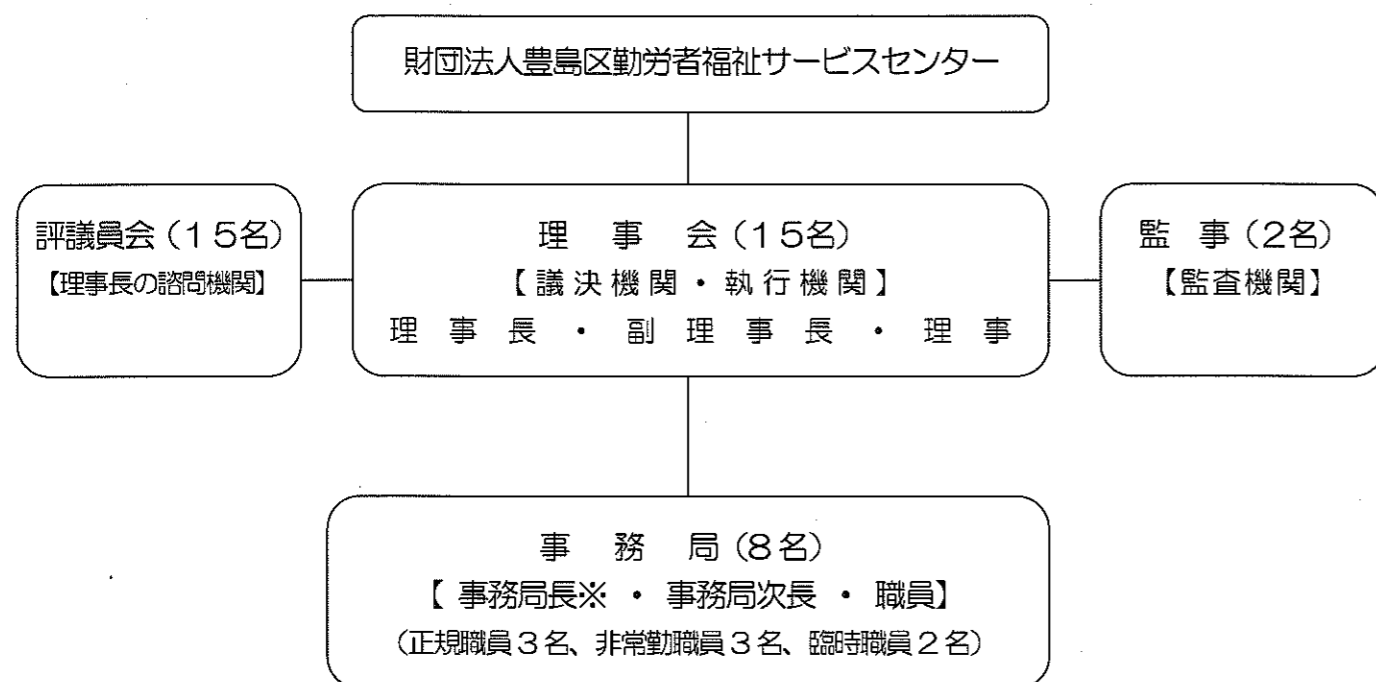 財団法人豊島区勤労者福祉サービスセンター
評議員会（１５名）
【理事長の諮問機関】
理　事　会（１５名）
【議決機関・執行機関】
理　事　長　・　副　理　事　長　・　理　事
監　事（２名）
【監査機関】
事　務　局（８名）
【 事務局長※ ・ 事務局次長 ・ 職員】
（正規職員３名、非常勤職員３名、臨時職員２名）